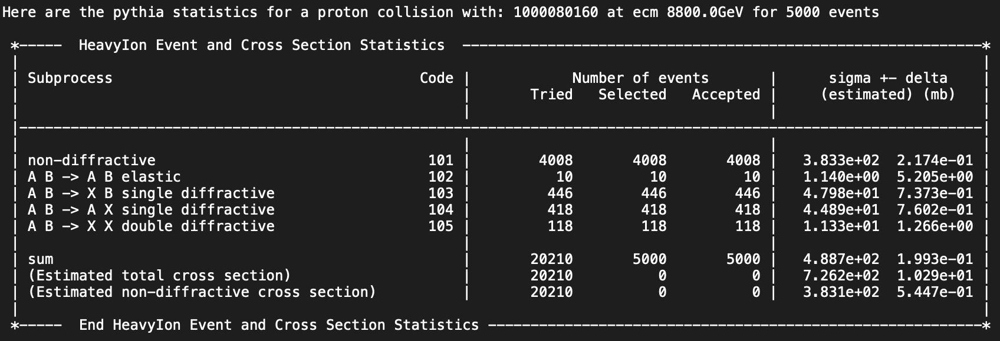 Here are the pythia statistics for a proton collision with: 1000080160 at ecm 8800.0GeV for 5000 events
*-----  HeavyIon Event and Cross Section Statistics  -------------------------------------------------------------*
| Subprocess                                    Code |            Number of events       |      sigma +- delta    |
|                                                    |       Tried   Selected   Accepted |     (estimated) (mb)   |
| non-diffractive                                101 |        4008       4008       4008 |   3.833e+02  2.174e-01 |
| A B -> A B elastic                             102 |          10         10         10 |   1.140e+00  5.205e+00 |
| A B -> X B single diffractive                  103 |         446        446        446 |   4.798e+01  7.373e-01 |
| A B -> A X single diffractive                  104 |         418        418        418 |   4.489e+01  7.602e-01 |
| A B -> X X double diffractive                  105 |         118        118        118 |   1.133e+01  1.266e+00 |
| sum                                                |       20210       5000       5000 |   4.887e+02  1.993e-01 |
| (Estimated total cross section)                    |       20210          0          0 |   7.262e+02  1.029e+01 |
| (Estimated non-diffractive cross section)          |       20210          0          0 |   3.831e+02  5.447e-01 |
*-----  End HeavyIon Event and Cross Section Statistics ----------------------------------------------------------*